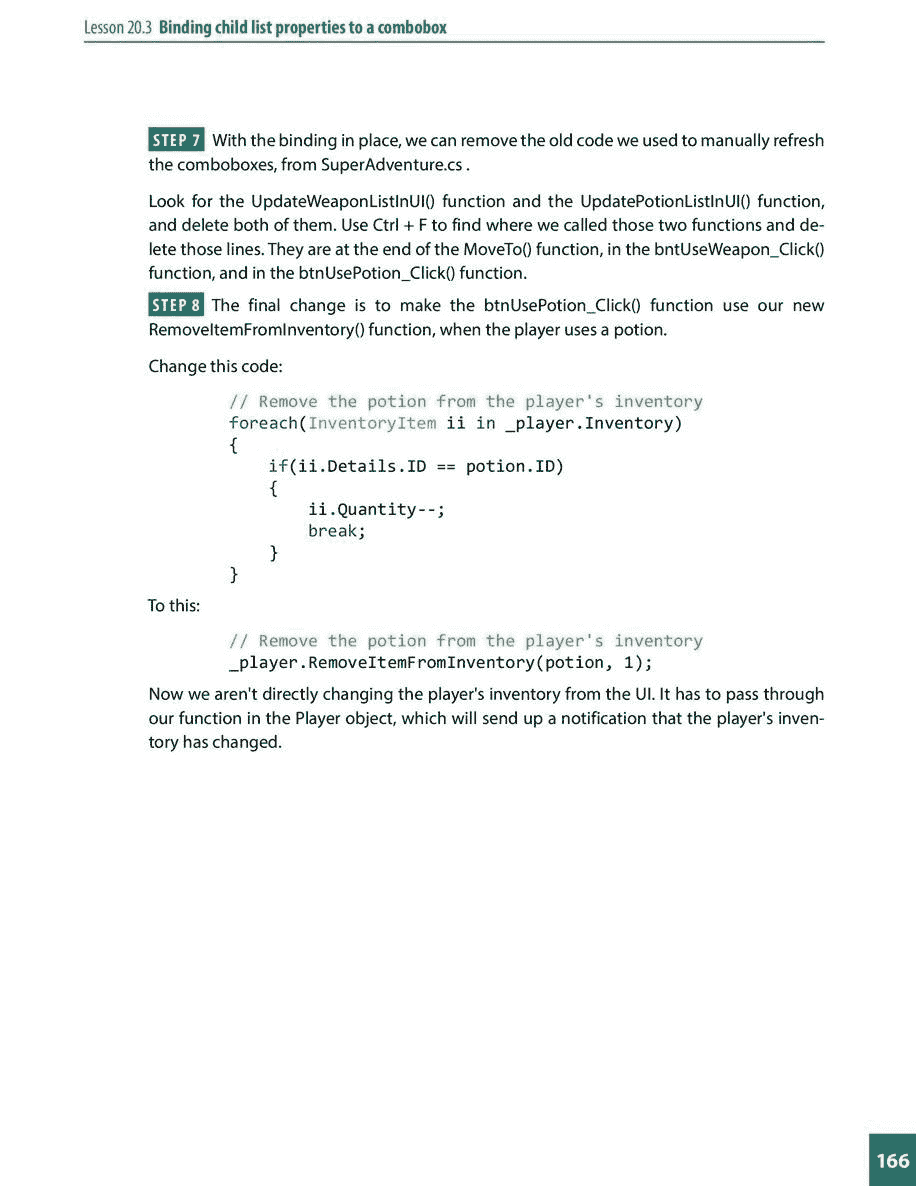 Lesson 20.3 Binding child list properties to a combobox
STEP 7 With the binding in place, we can remove the old code we used to manually refresh
the comboboxes, from SuperAdventure.cs .
Look for the UpdateWeaponListInUI() function and the UpdatePotionListInUI() function,
and delete both of them. Use Ctrl + F to find where we called those two functions and de-
lete those lines. They are at the end of the MoveTo() function, in the bntUseWeapon_Click()
function, and in the btnUsePotion_Click() function.
STEP 8 The final change is to make the btnUsePotion_Click() function use our new
RemoveItemFromInventory() function, when the player uses a potion.
Change this code:
// Remove the potion from the player's inventory
foreach(InventoryItem ii in _player.Inventory)
{
if(ii.Details.ID == potion.ID)
{
ii.Quantity--;
break;
}
}
To this:
// Remove the potion from the player's inventory
_player.RemoveItemFromInventory(potion, 1);
Now we aren't directly changing the player's inventory from the UI. It has to pass through
our function in the Player object, which will send up a notification that the player's inven-
tory has changed.
166